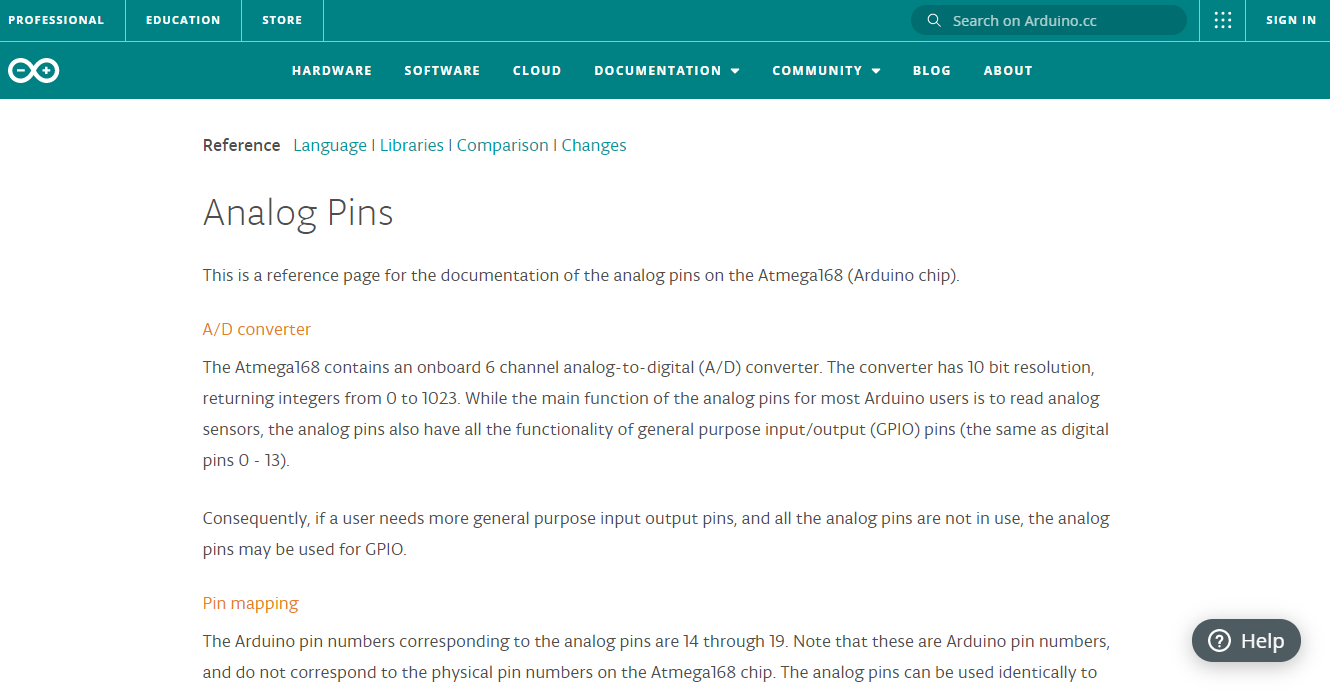 PROFESSIONAL EDUCATION STORE Search on Arduino.cc SIGN IN
HARDWARE SOFTWARE CLOUD DOCUMENTATION COMMUNITY BLOG ABOUT
Reference Language | Libraries | Comparison | Changes
Analog Pins
This is a reference page for the documentation of the analog pins on the Atmega168 (Arduino chip).
A/D converter
The Atmega168 contains an onboard 6 channel analog-to-digital (A/D) converter. The converter has 10 bit resolution,
returning integers from 0 to 1023. While the main function of the analog pins for most Arduino users is to read analog
sensors, the analog pins also have all the functionality of general purpose input/output (GPIO) pins (the same as digital
pins 0 - 13).
Consequently, if a user needs more general purpose input output pins, and all the analog pins are not in use, the analog
pins may be used for GPIO.
Pin mapping
The Arduino pin numbers corresponding to the analog pins are 14 through 19. Note that these are Arduino pin numbers,
and do not correspond to the physical pin numbers on the Atmega168 chip. The analog pins can be used identically to
Help